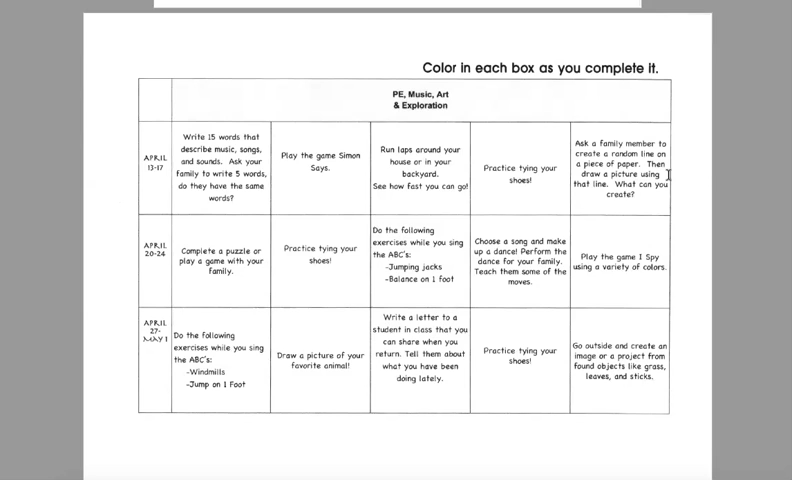 Color in each box as you complete it.
PE, Music, Art
& Exploration
APRIL
13-17
Write 15 words that
describe music, songs,
and sounds. Ask your
family to write 5 words,
do they have the same
words?
Play the game Simon
Says.
Run laps around your
house or in your
backyard.
See how fast you can go!
Practice tying your
shoes!
Ask a family member to
create a random line on
a piece of paper. Then
draw a picture using
that line. What can you
create?
APRIL
20-24
Complete a puzzle or
play a game with your
family.
Practice tying your
shoes!
Do the following
exercises while you sing
the ABC's:
-Jumping jacks
-Balance on 1 foot
Choose a song and make
up a dance! Perform the
dance for your family.
Teach them some of the
moves.
Play the game I Spy
using a variety of colors.
APRIL
27-
MAY 1
Do the following
exercises while you sing
the ABC's:
-Windmills
-Jump on 1 Foot
Draw a picture of your
favorite animal!
Write a letter to a
student in class that you
can share when you
return. Tell them about
what you have been
doing lately.
Practice tying your
shoes!
Go outside and create an
image or a project from
found objects like grass,
leaves, and sticks.